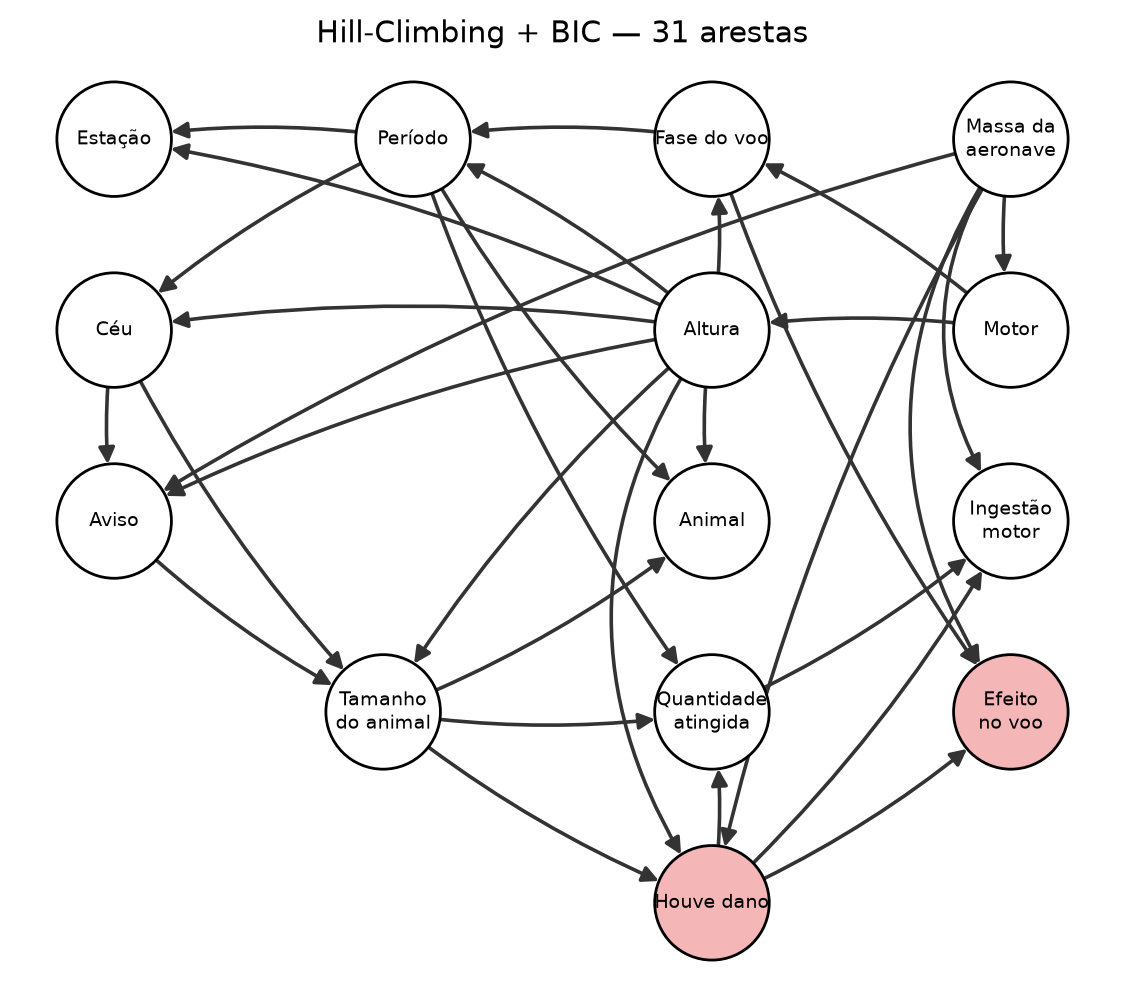 Hill-Climbing + BIC — 31 arestas
Estação
Período
Fase do voo
Massa da
aeronave
Céu
Altura
Motor
Aviso
Animal
Ingestão
motor
Tamanho
do animal
Quantidade
atingida
Efeito
no voo
Houve dano